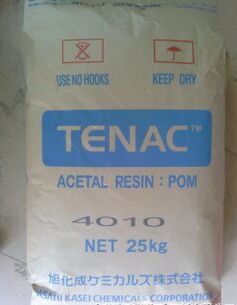 USE NO HOOKS
KEEP DRY
TENAC™
ACETAL RESIN : POM
4010
NET 25kg
旭化成ケミカルズ株式会社
ASAHI KASEI CHEMICALS CORPORATION